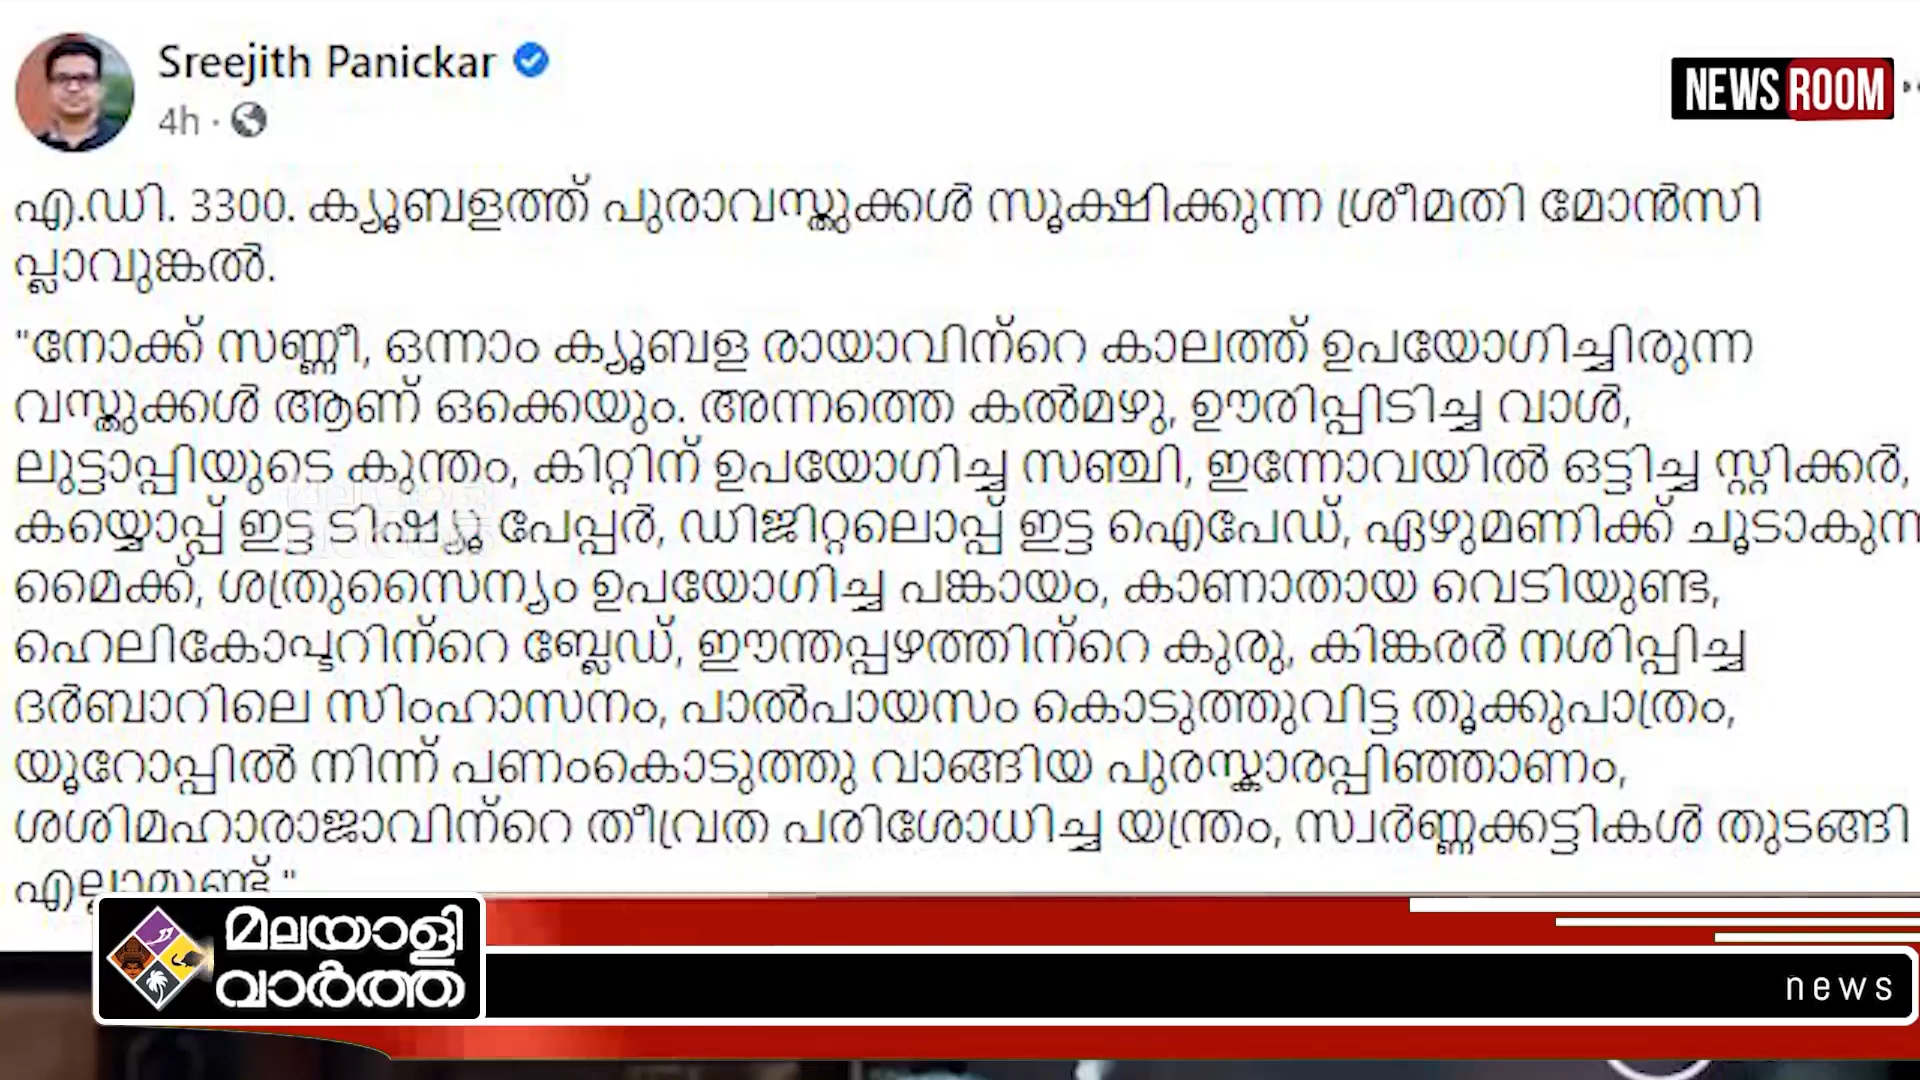 Sreejith Panickar
4h ·
NEWS ROOM
എ.ഡി. 3300. ക്യൂബളത്ത് പുരാവസ്തുക്കൾ സൂക്ഷിക്കുന്ന ശ്രീമതി മോൻസി
പ്ലാവുങ്കൽ.
"നോക്ക് സണ്ണീ, ഒന്നാം ക്യൂബള രായാവിന്റെ കാലത്ത് ഉപയോഗിച്ചിരുന്ന
വസ്തുക്കൾ ആണ് ഒക്കെയും. അന്നത്തെ കൽമഴു, ഊരിപ്പിടിച്ച വാൾ,
ലുട്ടാപ്പിയുടെ കുന്തം, കിറ്റിന് ഉപയോഗിച്ച സഞ്ചി, ഇന്നോവയിൽ ഒട്ടിച്ച സ്റ്റിക്കർ,
കയ്യൊപ്പ് ഇട്ട ടിഷ്യൂ പേപ്പർ, ഡിജിറ്റലൊപ്പ് ഇട്ട ഐപേഡ്, ഏഴുമണിക്ക് ചൂടാകുന്ന
മൈക്ക്, ശത്രുസൈന്യം ഉപയോഗിച്ച പങ്കായം, കാണാതായ വെടിയുണ്ട,
ഹെലികോപ്ടറിന്റെ ബ്ലേഡ്, ഈന്തപ്പഴത്തിന്റെ കുരു, കിങ്കരർ നശിപ്പിച്ച
ദർബാറിലെ സിംഹാസനം, പാൽപായസം കൊടുത്തുവിട്ട തൂക്കുപാത്രം,
യൂറോപ്പിൽ നിന്ന് പണംകൊടുത്തു വാങ്ങിയ പുരസ്കാരപ്പിഞ്ഞാണം,
ശശിമഹാരാജാവിന്റെ തീവ്രത പരിശോധിച്ച യന്ത്രം, സ്വർണ്ണക്കട്ടികൾ തുടങ്ങി
എല്ലാമുണ്ട്."
മലയാളി
വാർത്ത
news